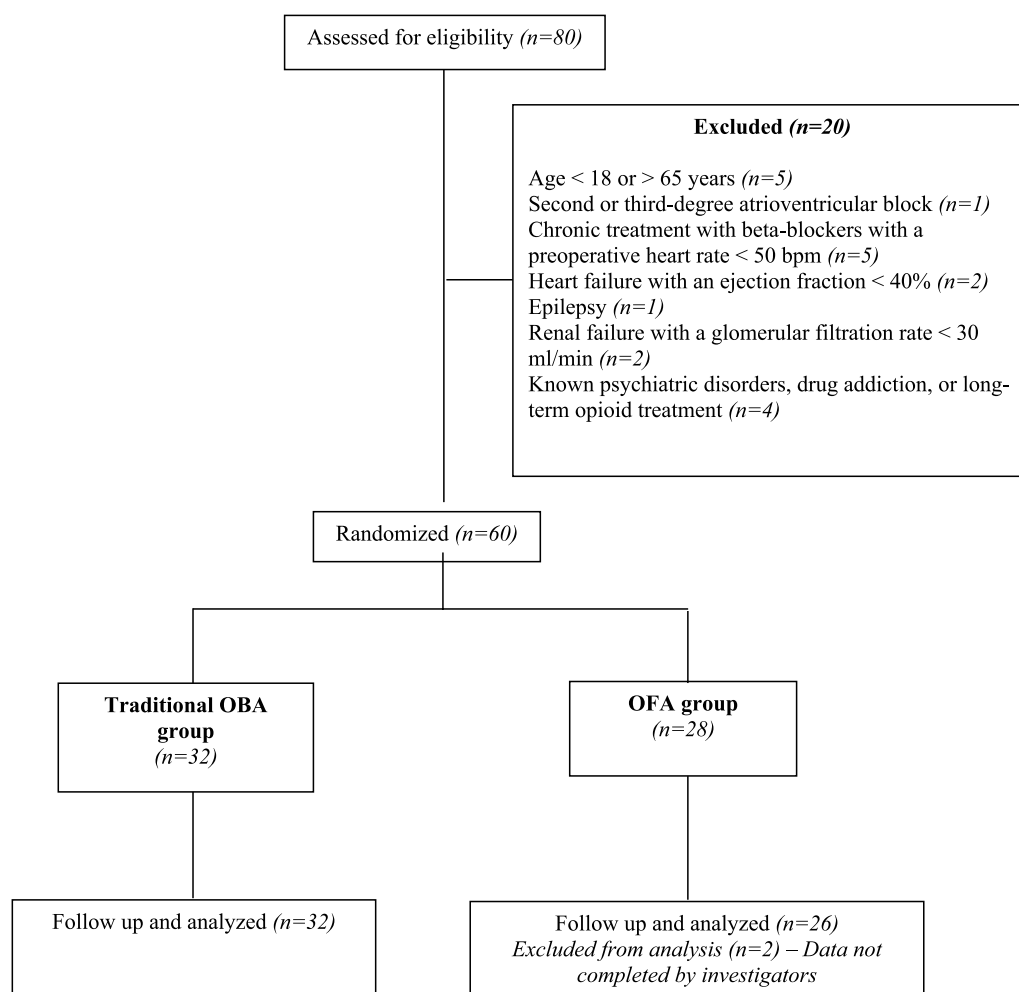 Assessed for eligibility (n=80)
Excluded (n=20)
Age < 18 or > 65 years (n=5)
Second or third-degree atrioventricular block (n=1)
Chronic treatment with beta-blockers with a
preoperative heart rate < 50 bpm (n=5)
Heart failure with an ejection fraction < 40% (n=2)
Epilepsy (n=1)
Renal failure with a glomerular filtration rate < 30
ml/min (n=2)
Known psychiatric disorders, drug addiction, or long-
term opioid treatment (n=4)
Randomized (n=60)
Traditional OBA
group
(n=32)
OFA group
(n=28)
Follow up and analyzed (n=32)
Follow up and analyzed (n=26)
Excluded from analysis (n=2) – Data not
completed by investigators